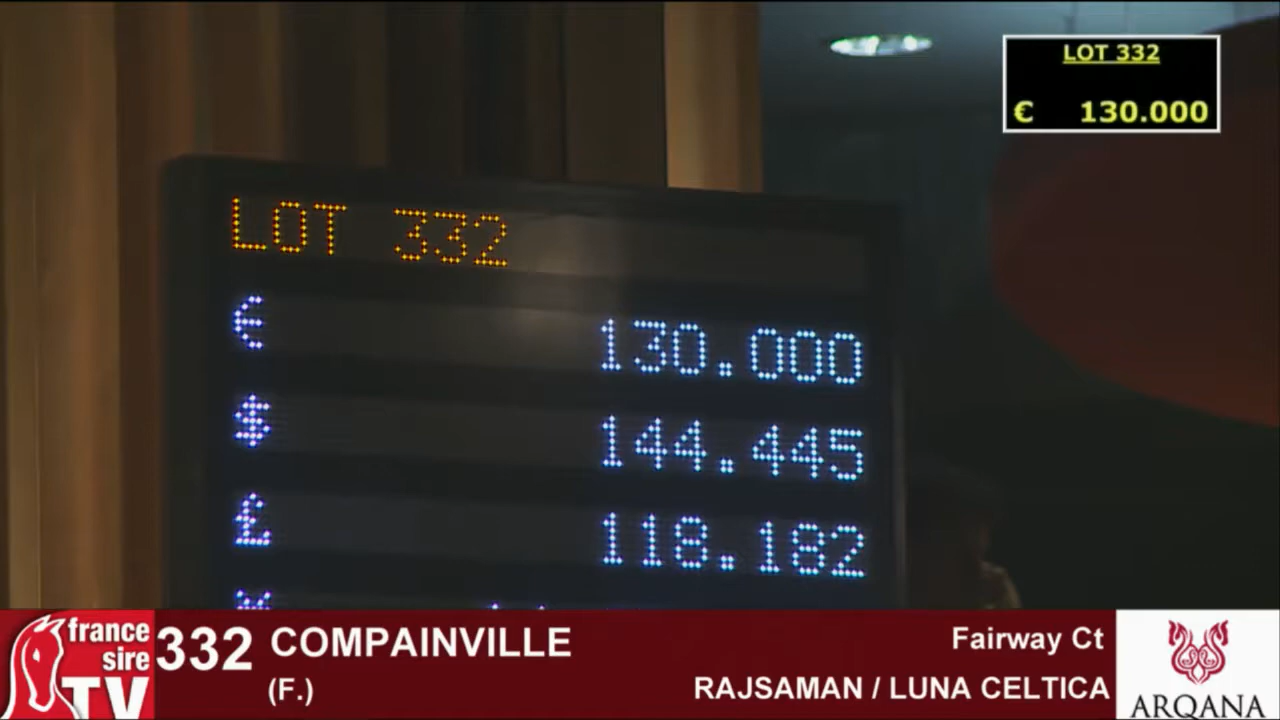 LOT 332
€ 130.000
LOT 332
€ 130.000
$ 144.445
£ 118.182
¥
france
sire
TV
332 COMPAINVILLE
(F.)
Fairway Ct
RAJSAMAN / LUNA CELTICA
ARQANA